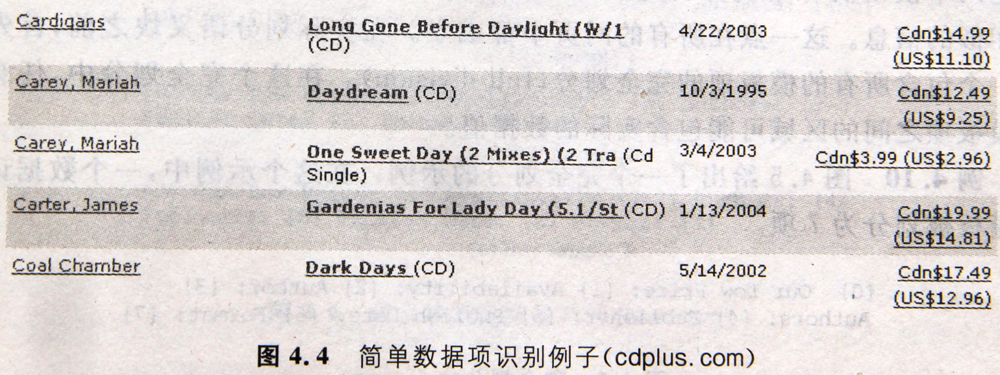 Cardigans Long Gone Before Daylight (W/1 4/22/2003 Cdn$14.99
(CD) (US$11.10)
Carey, Mariah Daydream (CD) 10/3/1995 Cdn$12.49
(US$9.25)
Carey, Mariah One Sweet Day (2 Mixes) (2 Tra (Cd 3/4/2003 Cdn$3.99 (US$2.96)
Single)
Carter, James Gardenias For Lady Day (5.1/St (CD) 1/13/2004 Cdn$19.99
(US$14.81)
Coal Chamber Dark Days (CD) 5/14/2002 Cdn$17.49
(US$12.96)
图 4.4 简单数据项识别例子(cdplus.com)